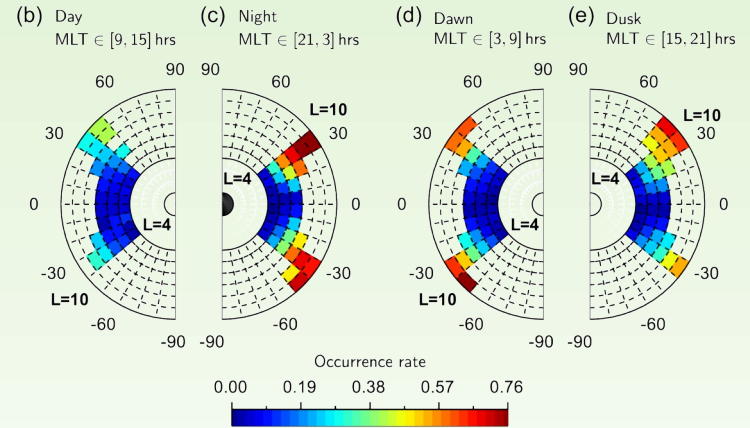 (b) Day
MLT ∈ [9, 15] hrs
(c) Night
MLT ∈ [21, 3] hrs
(d) Dawn
MLT ∈ [3, 9] hrs
(e) Dusk
MLT ∈ [15, 21] hrs
90
60
30
0
-30
-60
-90
L=4
L=10
90
60
30
0
-30
-60
-90
L=10
L=4
90
60
30
0
-30
-60
-90
L=4
L=10
90
60
30
0
-30
-60
-90
L=10
L=4
Occurrence rate
0.00 0.19 0.38 0.57 0.76